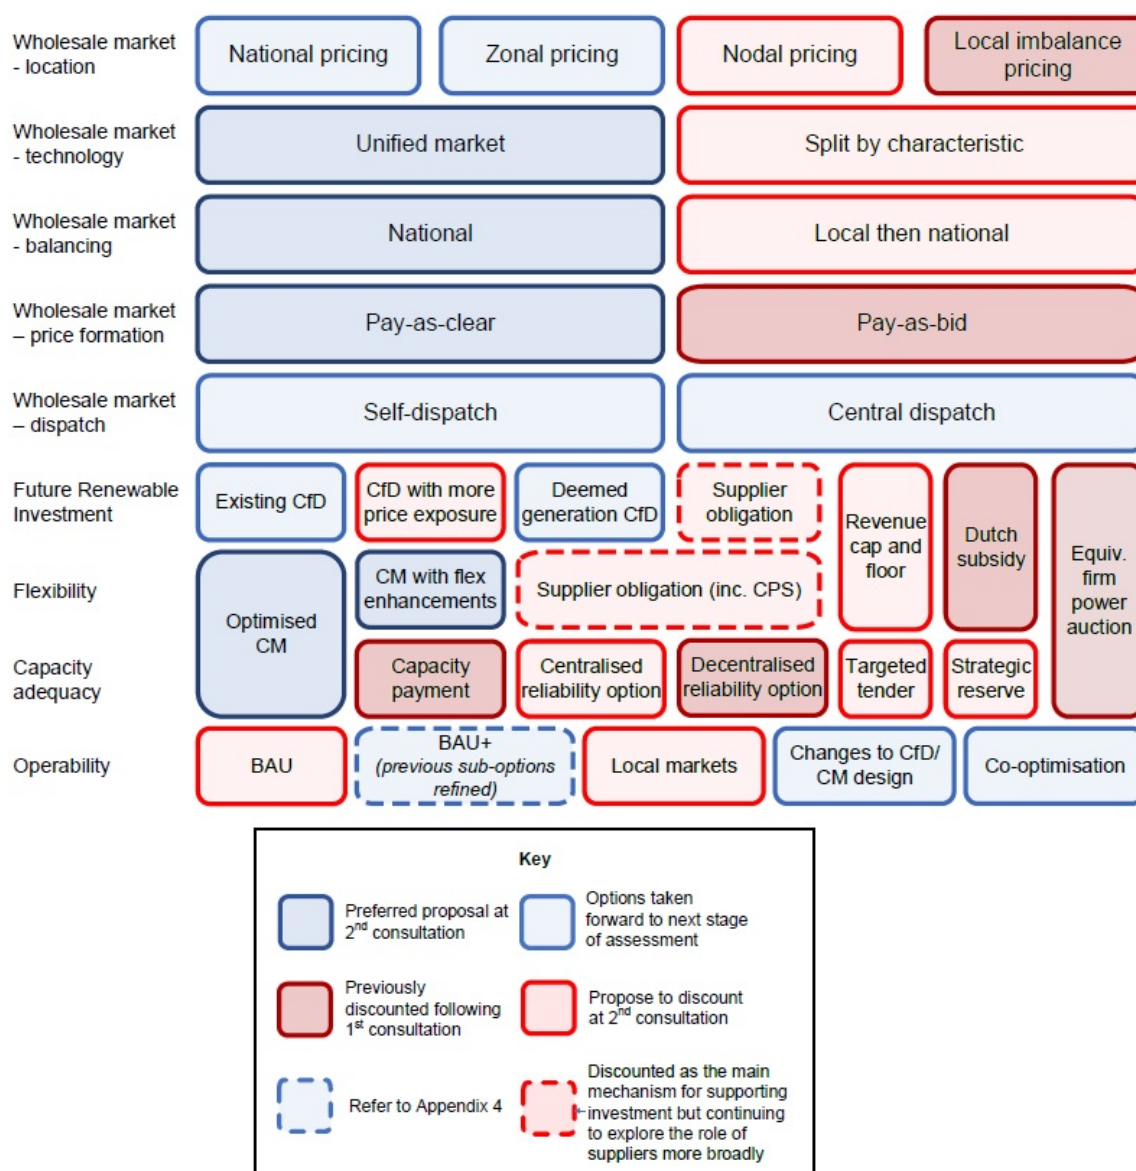 Wholesale market
- location
National pricing
Zonal pricing
Nodal pricing
Local imbalance
pricing
Wholesale market
- technology
Unified market
Split by characteristic
Wholesale market
- balancing
National
Local then national
Wholesale market
– price formation
Pay-as-clear
Pay-as-bid
Wholesale market
– dispatch
Self-dispatch
Central dispatch
Future Renewable
Investment
Existing CfD
CfD with more
price exposure
Deemed
generation CfD
Supplier
obligation
Revenue
cap and
floor
Dutch
subsidy
Equiv.
firm
power
auction
Flexibility
Optimised
CM
CM with flex
enhancements
Supplier obligation (inc. CPS)
Capacity
adequacy
Capacity
payment
Centralised
reliability option
Decentralised
reliability option
Targeted
tender
Strategic
reserve
Operability
BAU
BAU+
(previous sub-options
refined)
Local markets
Changes to CfD/
CM design
Co-optimisation
Key
Preferred proposal at
2nd consultation
Options taken
forward to next stage
of assessment
Previously
discounted following
1st consultation
Propose to discount
at 2nd consultation
Refer to Appendix 4
Discounted as the main
mechanism for supporting
investment but continuing
to explore the role of
suppliers more broadly